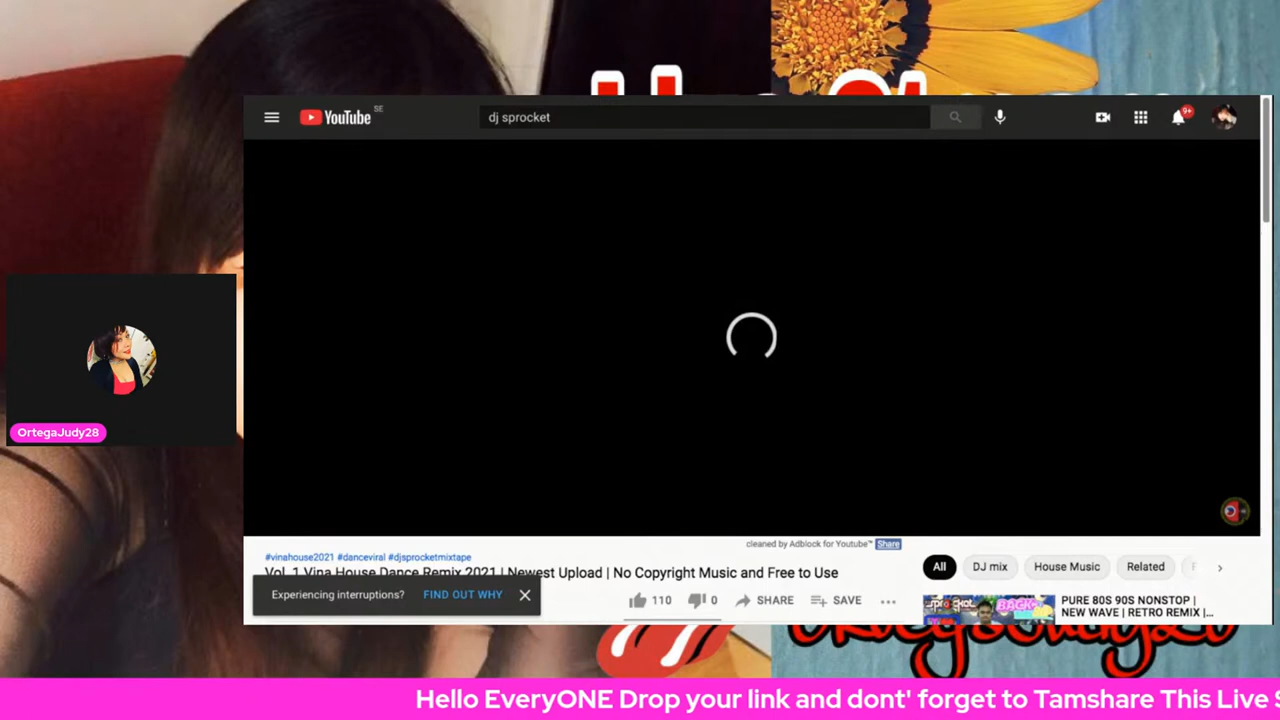 YouTube SE
dj sprocket
9+
OrtegaJudy28
cleaned by Adblock for Youtube™ Share
#vinahouse2021 #danceviral #djsprocketmixtape
Vol. 1 Vina House Dance Remix 2021 | Newest Upload | No Copyright Music and Free to Use
Experiencing interruptions? FIND OUT WHY
110 0 SHARE SAVE
All DJ mix House Music Related
PURE 80S 90S NONSTOP |
NEW WAVE | RETRO REMIX |...
Hello EveryONE Drop your link and dont' forget to Tamshare This Live